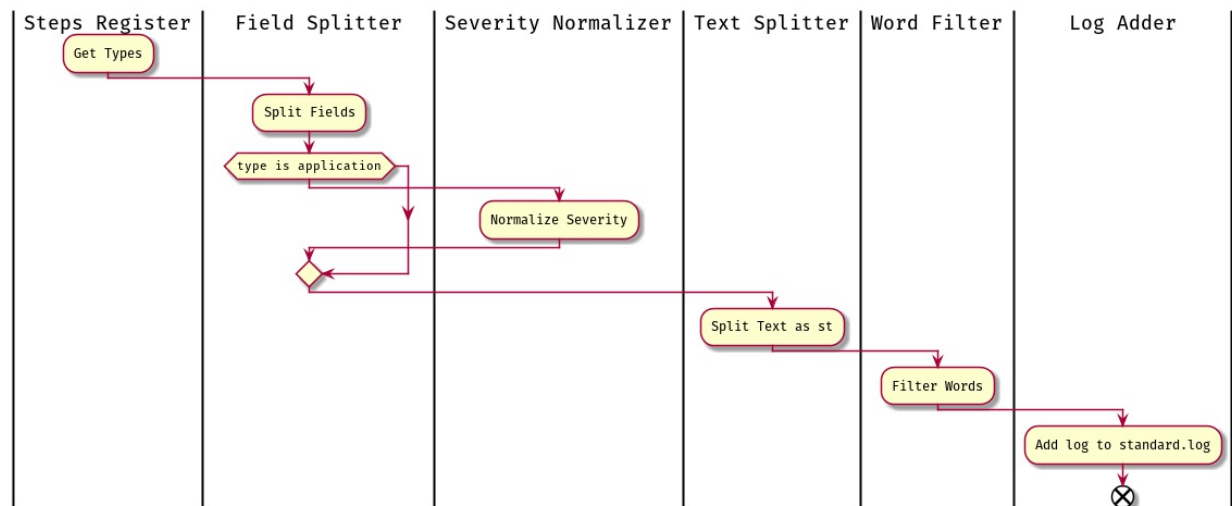 Steps Register
Field Splitter
Severity Normalizer
Text Splitter
Word Filter
Log Adder
Get Types
Split Fields
type is application
Normalize Severity
Split Text as st
Filter Words
Add log to standard.log